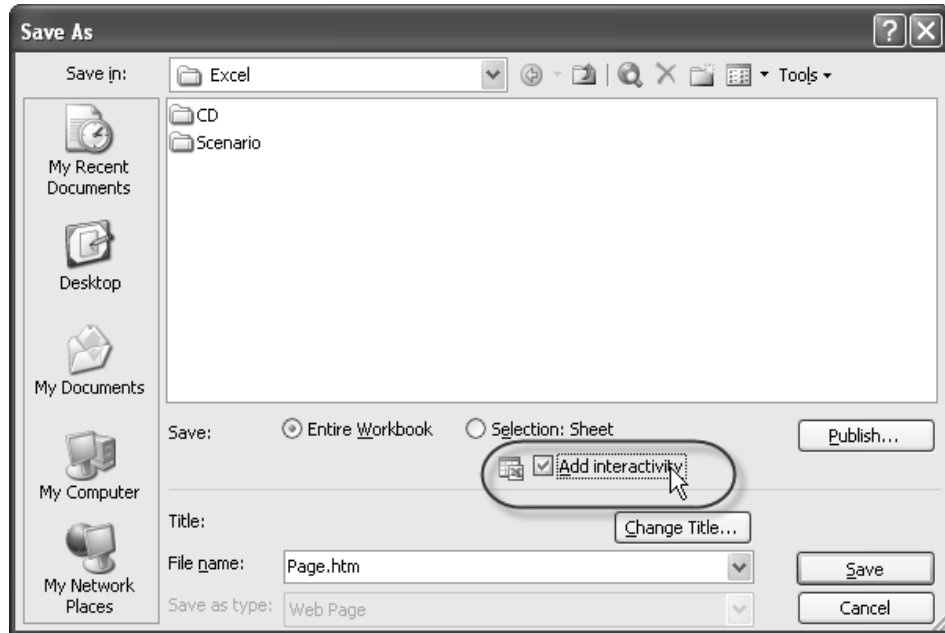 Save As
Save in:
Excel
Tools
CD
Scenario
My Recent
Documents
Desktop
My Documents
My Computer
My Network
Places
Save:
Entire Workbook
Selection: Sheet
Publish...
Add interactivity
Title:
Change Title...
File name:
Page.htm
Save
Save as type:
Web Page
Cancel